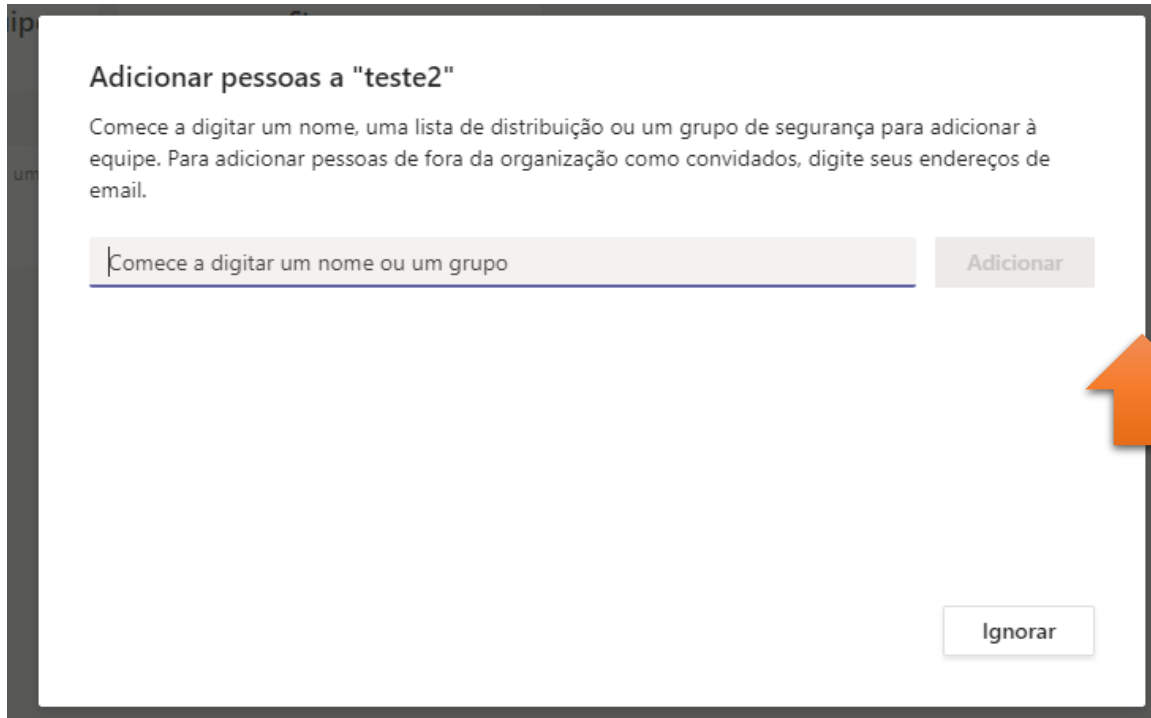 Adicionar pessoas a "teste2"
Comece a digitar um nome, uma lista de distribuição ou um grupo de segurança para adicionar à
equipe. Para adicionar pessoas de fora da organização como convidados, digite seus endereços de
email.
um
Comece a digitar um nome ou um grupo
Adicionar
Ignorar